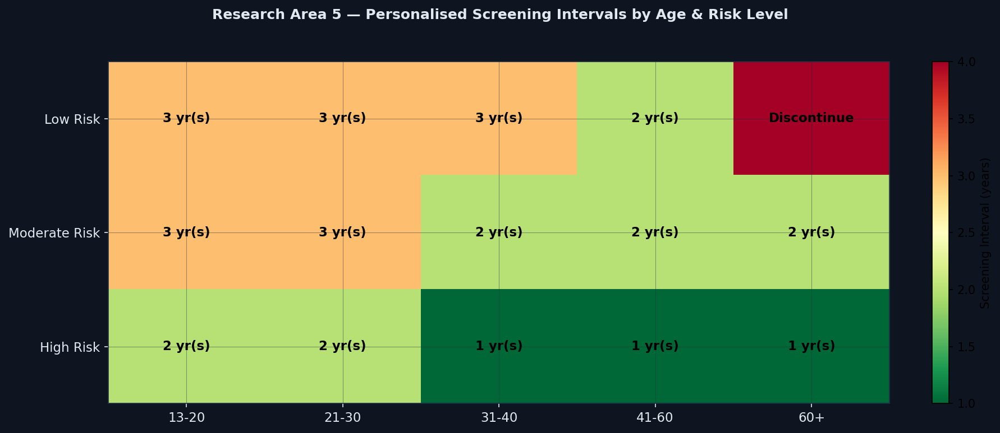 Research Area 5 — Personalised Screening Intervals by Age & Risk Level
Low Risk
3 yr(s)
3 yr(s)
3 yr(s)
2 yr(s)
Discontinue
Moderate Risk
3 yr(s)
3 yr(s)
2 yr(s)
2 yr(s)
2 yr(s)
High Risk
2 yr(s)
2 yr(s)
1 yr(s)
1 yr(s)
1 yr(s)
13-20
21-30
31-40
41-60
60+
4.0
3.5
3.0
2.5
2.0
1.5
1.0
Screening Interval (years)